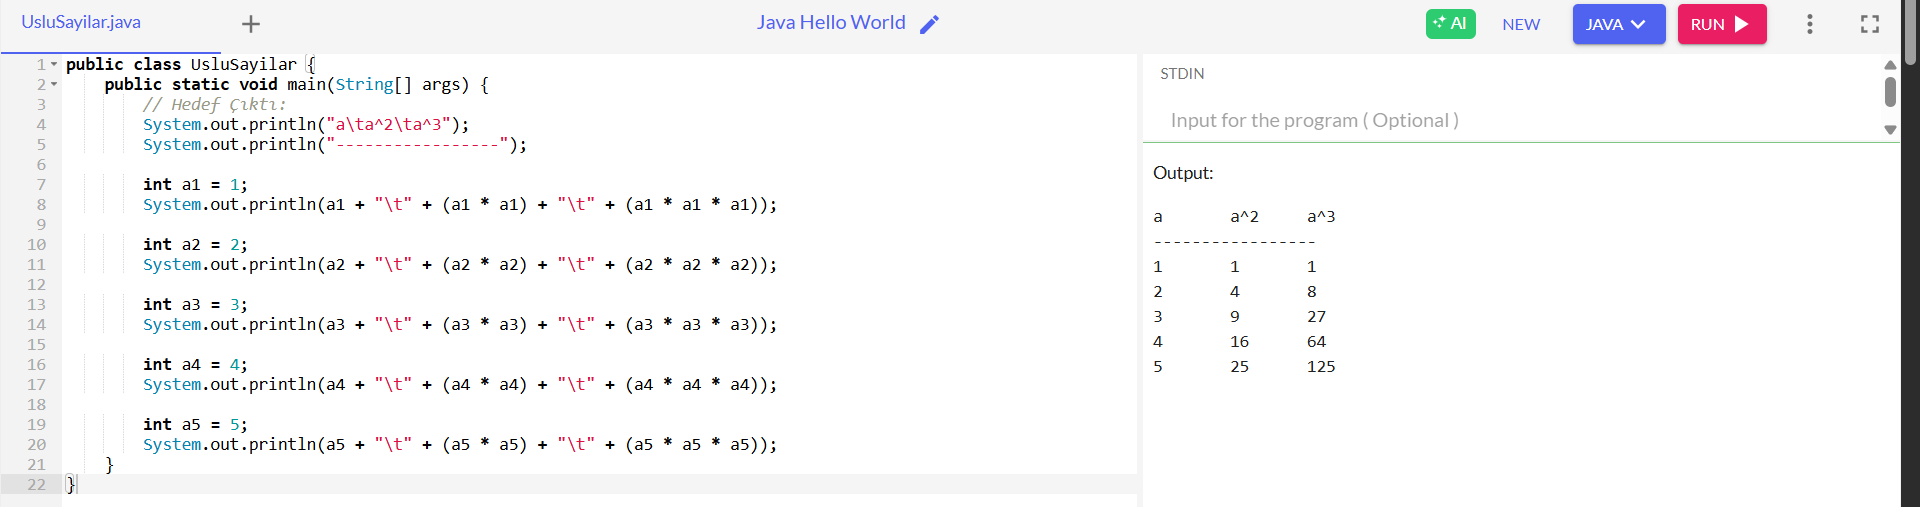 UsluSayilar.java + Java Hello World AI NEW JAVA RUN
1 public class UsluSayilar {
2     public static void main(String[] args) {
3         // Hedef Çıktı:
4         System.out.println("a\ta^2\ta^3");
5         System.out.println("-----------------");
6
7         int a1 = 1;
8         System.out.println(a1 + "\t" + (a1 * a1) + "\t" + (a1 * a1 * a1));
9
10         int a2 = 2;
11         System.out.println(a2 + "\t" + (a2 * a2) + "\t" + (a2 * a2 * a2));
12
13         int a3 = 3;
14         System.out.println(a3 + "\t" + (a3 * a3) + "\t" + (a3 * a3 * a3));
15
16         int a4 = 4;
17         System.out.println(a4 + "\t" + (a4 * a4) + "\t" + (a4 * a4 * a4));
18
19         int a5 = 5;
20         System.out.println(a5 + "\t" + (a5 * a5) + "\t" + (a5 * a5 * a5));
21     }
22 }
STDIN
Input for the program ( Optional )
Output:
a	a^2	a^3
-----------------
1	1	1
2	4	8
3	9	27
4	16	64
5	25	125